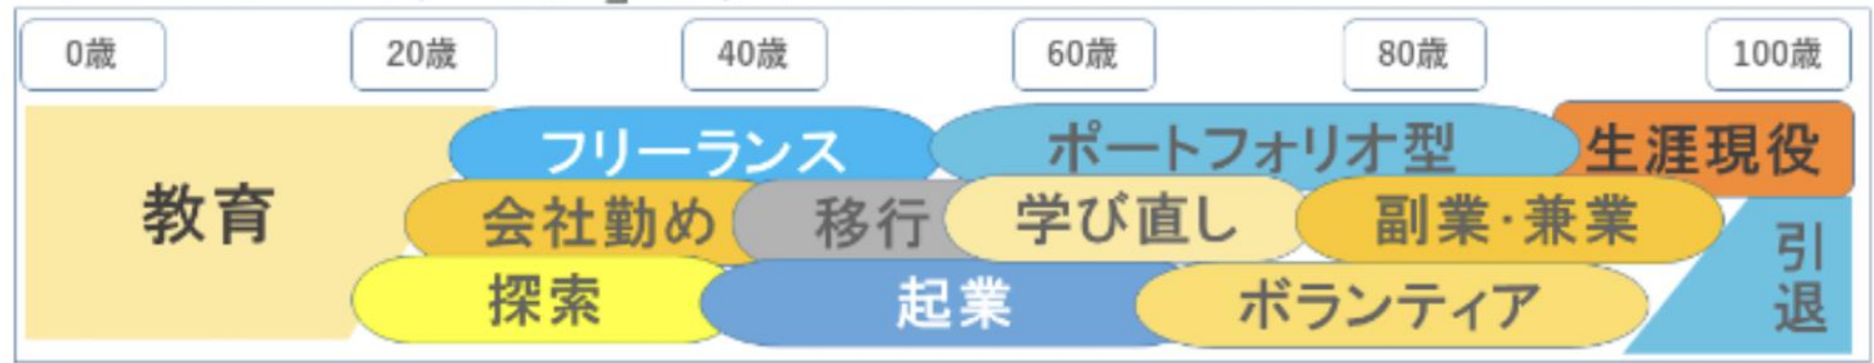 0歳 20歳 40歳 60歳 80歳 100歳
教育
フリーランス ポートフォリオ型 生涯現役
会社勤め 移行 学び直し 副業・兼業
探索 起業 ボランティア
引退